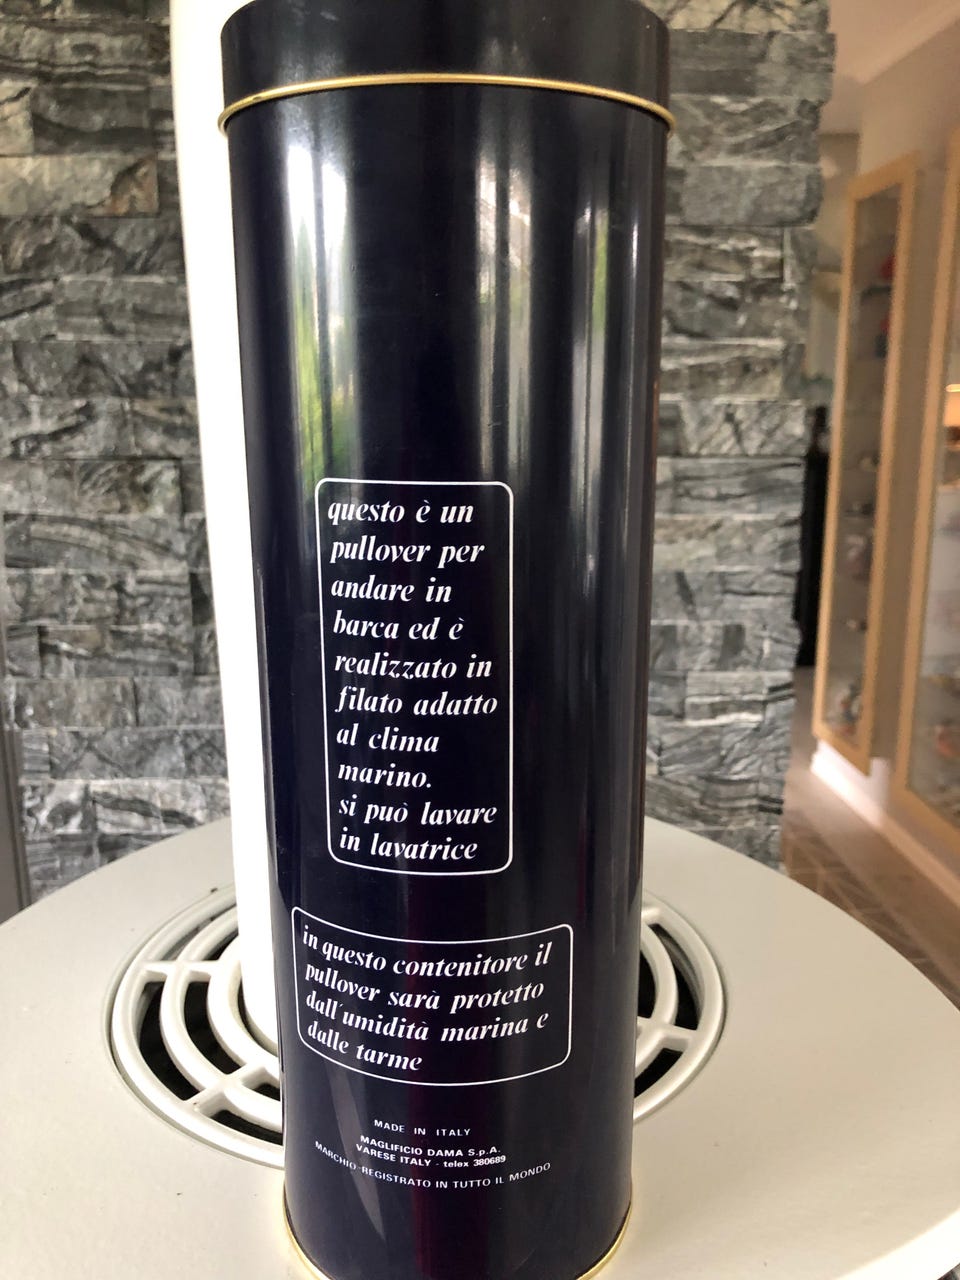 questo è un
pullover per
andare in
barca ed è
realizzato in
filato adatto
al clima
marino.
si può lavare
in lavatrice
in questo contenitore il
pullover sarà protetto
dall'umidità marina e
dalle tarme
MADE IN ITALY
MAGLIFICIO DAMA S.p.A.
VARESE ITALY - telex 380689
MARCHIO REGISTRATO IN TUTTO IL MONDO